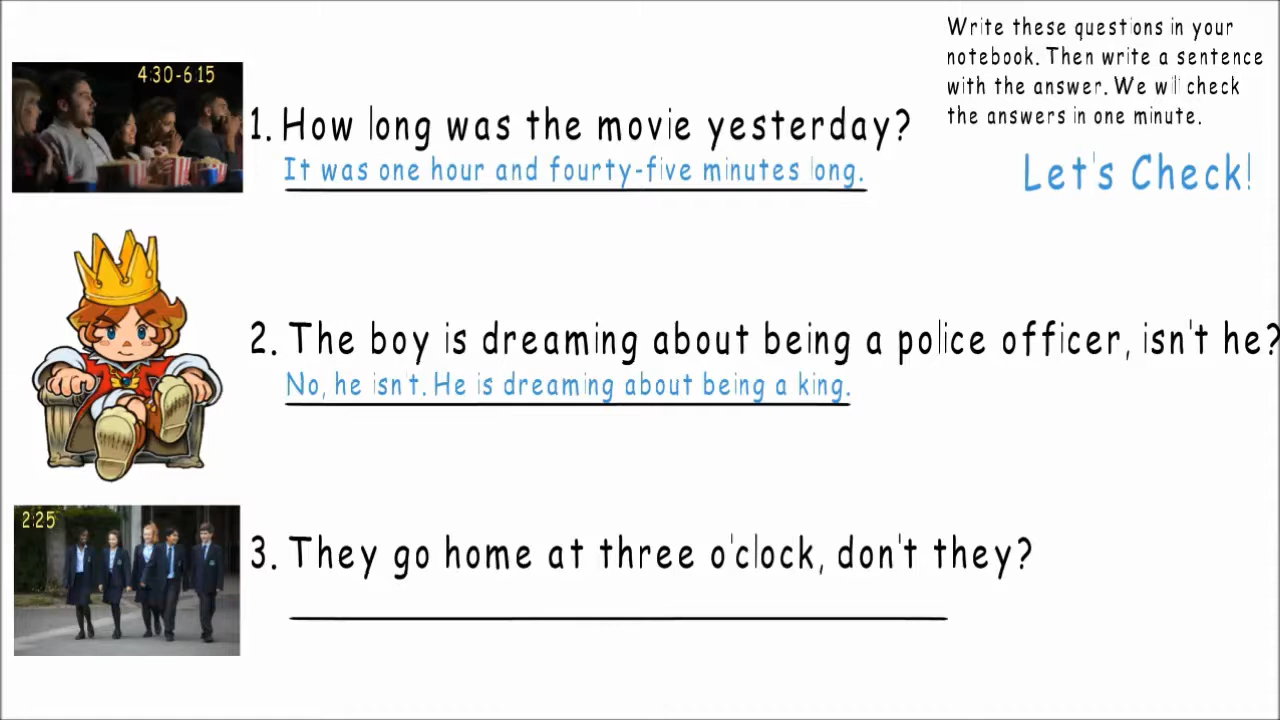 Write these questions in your
notebook. Then write a sentence
with the answer. We will check
the answers in one minute.
Let's Check!
4:30-6:15
1. How long was the movie yesterday?
It was one hour and fourty-five minutes long.
2. The boy is dreaming about being a police officer, isn't he?
No, he isn't. He is dreaming about being a king.
2:25
3. They go home at three o'clock, don't they?